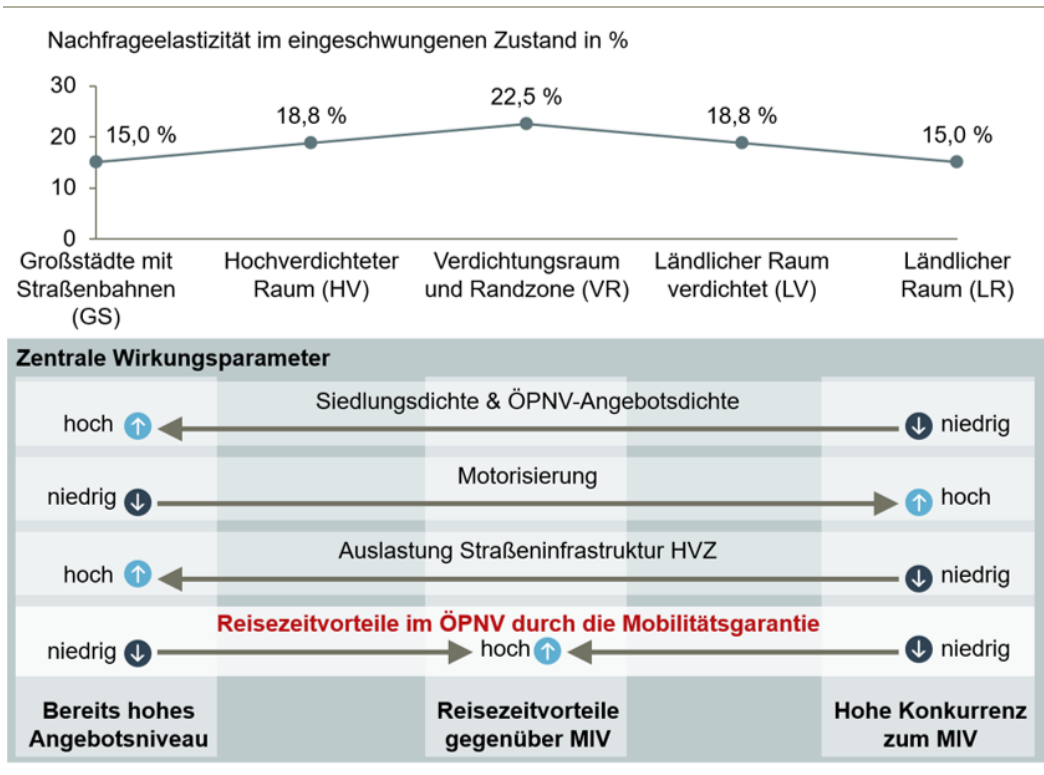 Nachfrageelastizität im eingeschwungenen Zustand in %
30
20
10
0
15,0 %
18,8 %
22,5 %
18,8 %
15,0 %
Großstädte mit
Straßenbahnen
(GS)
Hochverdichteter
Raum (HV)
Verdichtungsraum
und Randzone (VR)
Ländlicher Raum
verdichtet (LV)
Ländlicher
Raum (LR)
Zentrale Wirkungsparameter
Siedlungsdichte & ÖPNV-Angebotsdichte
hoch
niedrig
Motorisierung
niedrig
hoch
Auslastung Straßeninfrastruktur HVZ
hoch
niedrig
Reisezeitvorteile im ÖPNV durch die Mobilitätsgarantie
niedrig
hoch
niedrig
Bereits hohes
Angebotsniveau
Reisezeitvorteile
gegenüber MIV
Hohe Konkurrenz
zum MIV